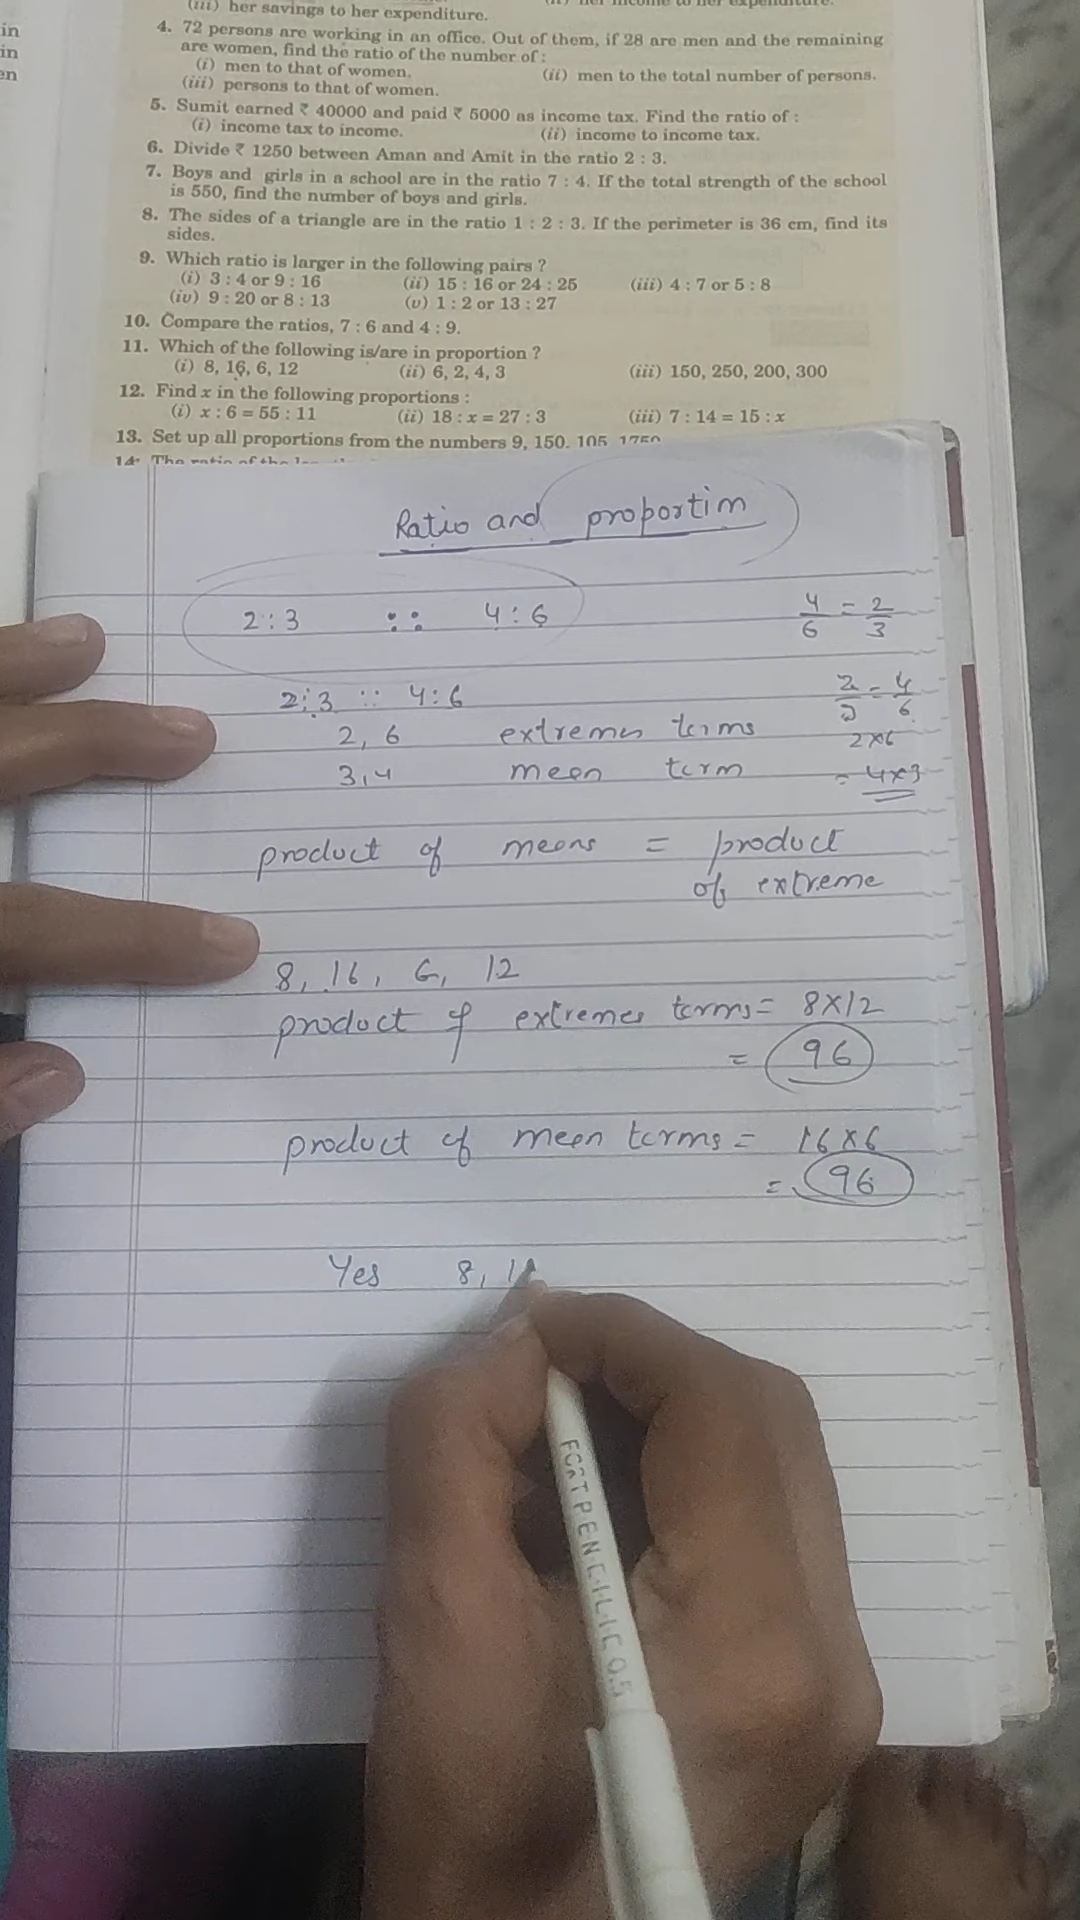 in
in
en
(iii) her savings to her expenditure.
4. 72 persons are working in an office. Out of them, if 28 are men and the remaining
are women, find the ratio of the number of :
(i) men to that of women. (ii) men to the total number of persons.
(iii) persons to that of women.
5. Sumit earned ₹ 40000 and paid ₹ 5000 as income tax. Find the ratio of :
(i) income tax to income. (ii) income to income tax.
6. Divide ₹ 1250 between Aman and Amit in the ratio 2 : 3.
7. Boys and girls in a school are in the ratio 7 : 4. If the total strength of the school
is 550, find the number of boys and girls.
8. The sides of a triangle are in the ratio 1 : 2 : 3. If the perimeter is 36 cm, find its
sides.
9. Which ratio is larger in the following pairs ?
(i) 3 : 4 or 9 : 16 (ii) 15 : 16 or 24 : 25 (iii) 4 : 7 or 5 : 8
(iv) 9 : 20 or 8 : 13 (v) 1 : 2 or 13 : 27
10. Compare the ratios, 7 : 6 and 4 : 9.
11. Which of the following is/are in proportion ?
(i) 8, 16, 6, 12 (ii) 6, 2, 4, 3 (iii) 150, 250, 200, 300
12. Find x in the following proportions :
(i) x : 6 = 55 : 11 (ii) 18 : x = 27 : 3 (iii) 7 : 14 = 15 : x
13. Set up all proportions from the numbers 9, 150, 105, 1750
14. The ratio of the
Ratio and proportim
2:3 :: 4:6 4/6 = 2/3
2:3 :: 4:6 2/3 = 4/6
2, 6 extremes terms 2×6
3,4 mean term = 4×3
product of means = product
of extreme
8, 16, 6, 12
product of extremes terms = 8×12
= 96
product of mean terms = 16×6
= 96
Yes 8, 1
FCATPENCILIC 0.5